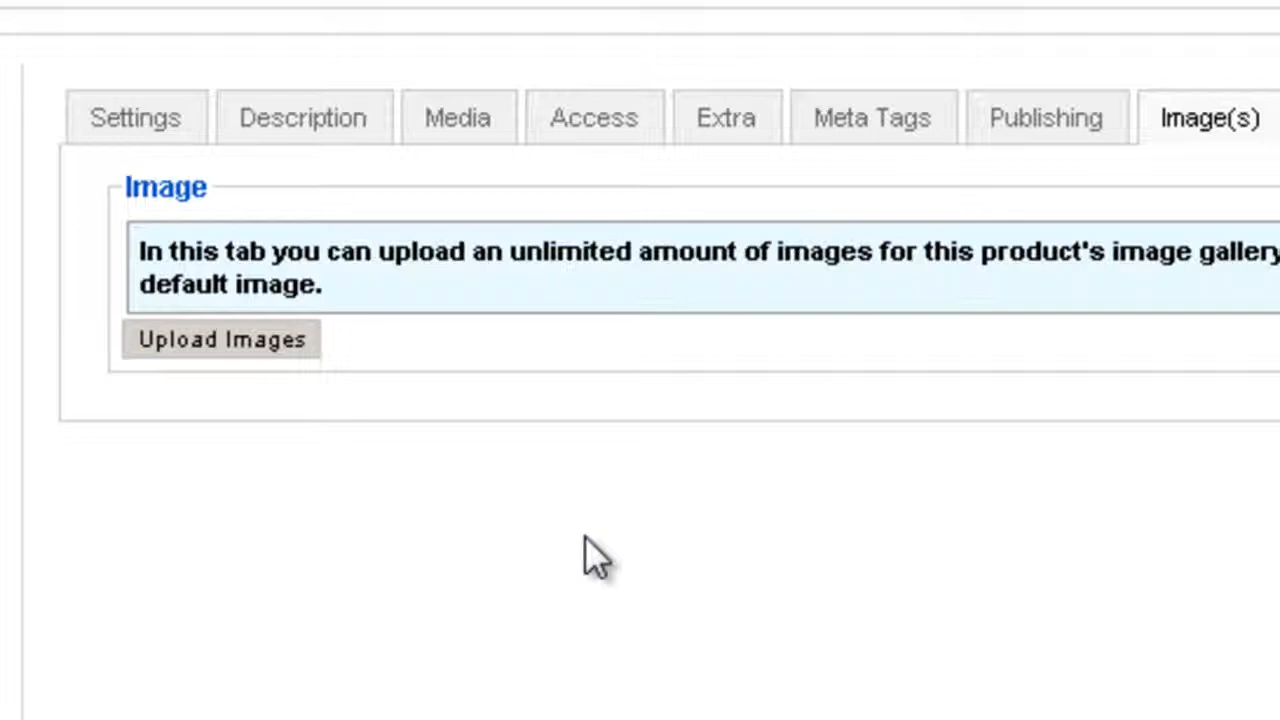 Settings Description Media Access Extra Meta Tags Publishing Image(s)
Image
In this tab you can upload an unlimited amount of images for this product's image gallery
default image.
Upload Images